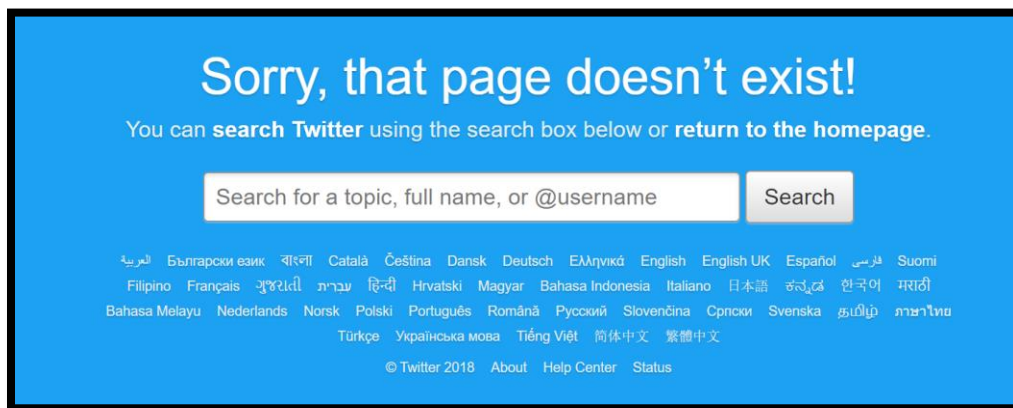 Sorry, that page doesn’t exist!
You can search Twitter using the search box below or return to the homepage.
Search for a topic, full name, or @username Search
العربية Български език বাংলা Català Čeština Dansk Deutsch Ελληνικά English English UK Español فارسی Suomi
Filipino Français ગુજરાતી עברית हिन्दी Hrvatski Magyar Bahasa Indonesia Italiano 日本語 ಕನ್ನಡ 한국어 मराठी
Bahasa Melayu Nederlands Norsk Polski Português Română Русский Slovenčina Српски Svenska தமிழ் ภาษาไทย
Türkçe Українська мова Tiếng Việt 简体中文 繁體中文
© Twitter 2018 About Help Center Status